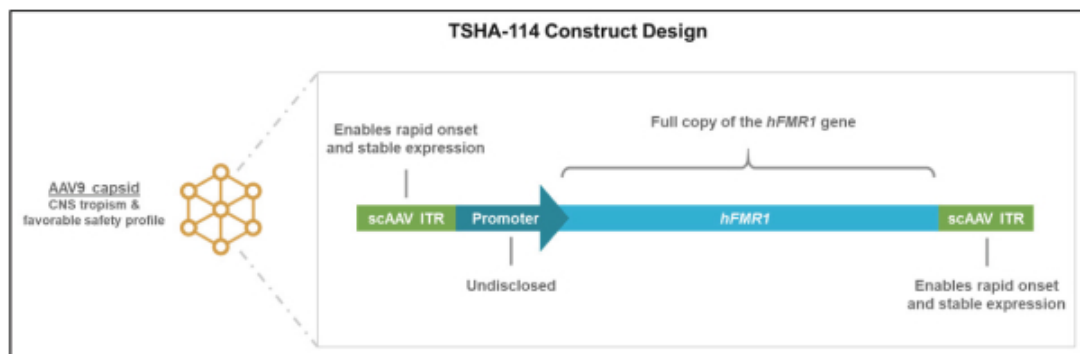 TSHA-114 Construct Design
Enables rapid onset
and stable expression
Full copy of the hFMR1 gene
AAV9 capsid
CNS tropism &
favorable safety profile
scAAV ITR
Promoter
hFMR1
scAAV ITR
Undisclosed
Enables rapid onset
and stable expression